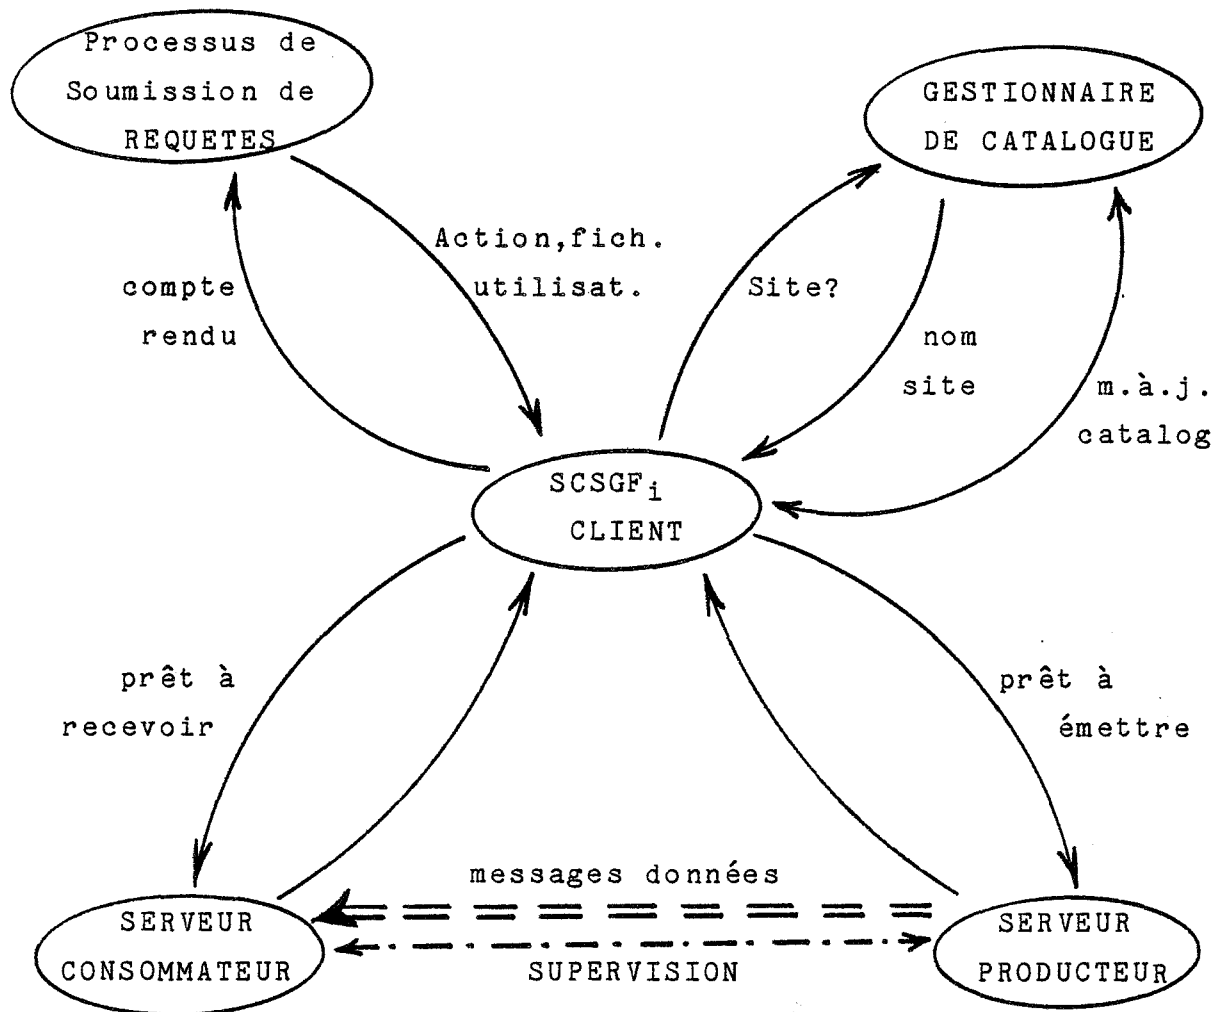 Processus de
Soumission de
REQUETES
GESTIONNAIRE
DE CATALOGUE
Action,fich.
utilisat.
compte
rendu
Site?
nom
site
m.à.j.
catalog
SCSGFi
CLIENT
prêt à
recevoir
prêt à
émettre
messages données
SERVEUR
CONSOMMATEUR
SUPERVISION
SERVEUR
PRODUCTEUR